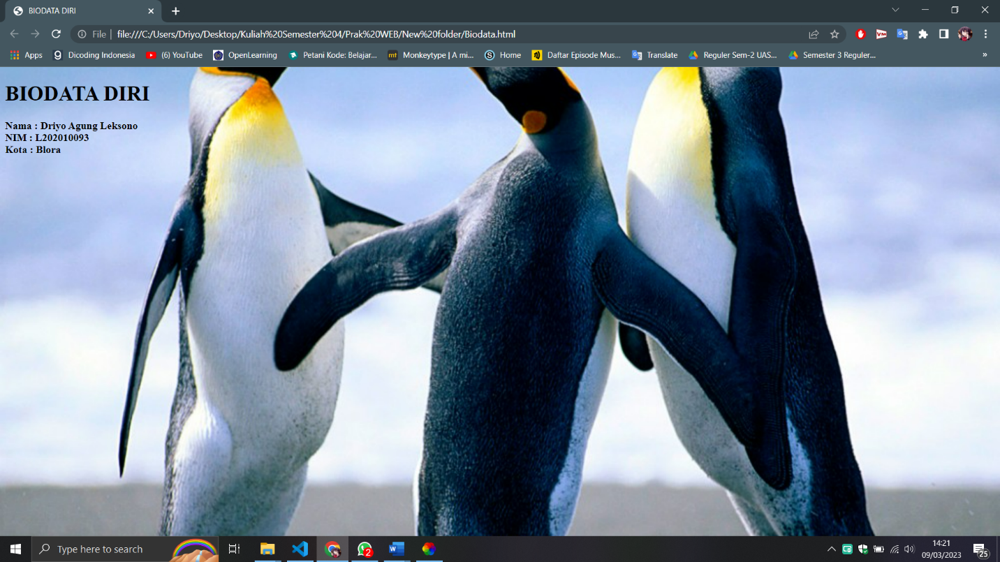 BIODATA DIRI
File
file:///C:/Users/Driyo/Desktop/Kuliah%20Semester%204/Prak%20WEB/New%20folder/Biodata.html
Apps Dicoding Indonesia (6) YouTube OpenLearning Petani Kode: Belajar... mt Monkeytype | A mi... Home Daftar Episode Mus... Translate Reguler Sem-2 UAS... Semester 3 Reguler... »
BIODATA DIRI
Nama : Driyo Agung Leksono
NIM : L202010093
Kota : Blora
Type here to search
2
14:21
09/03/2023
25